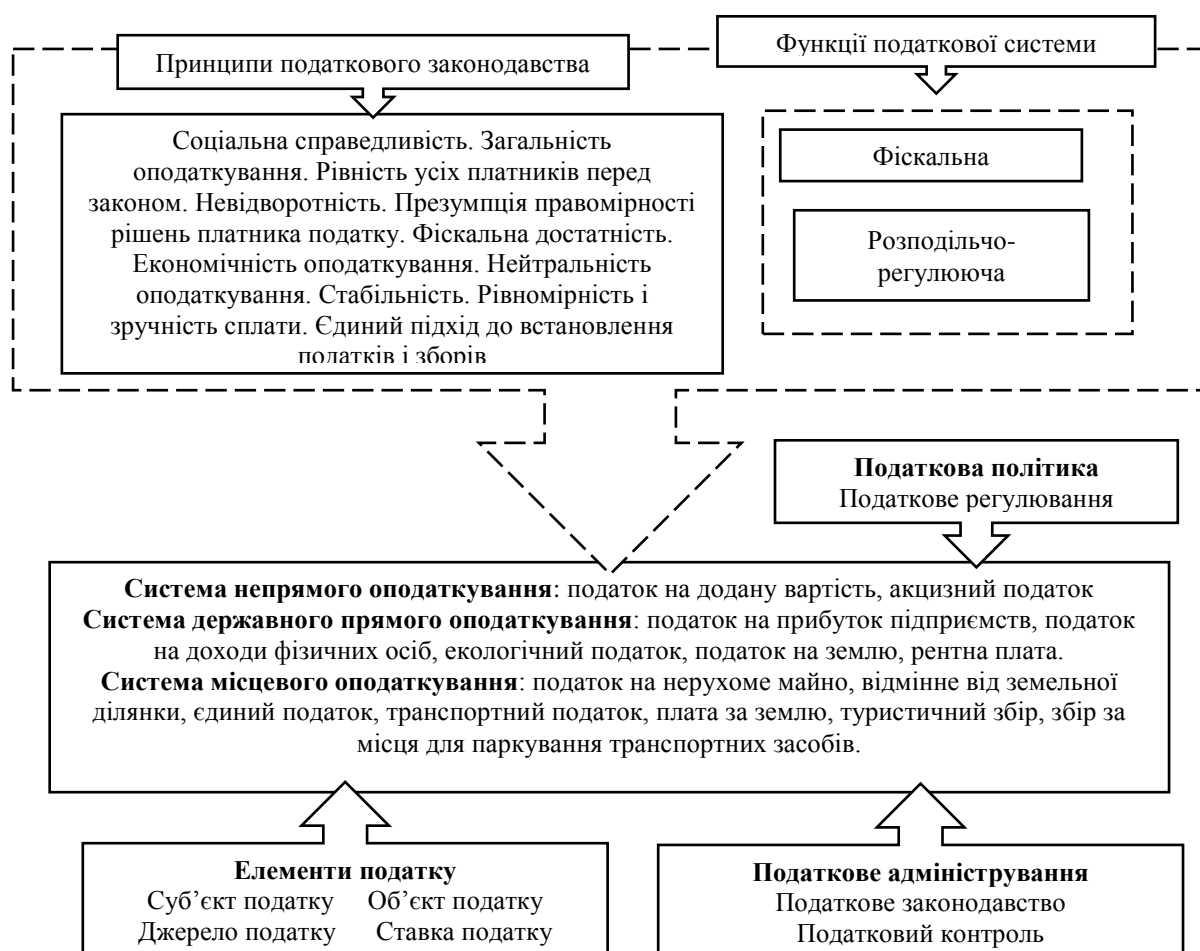 Принципи податкового законодавства
Соціальна справедливість. Загальність
оподаткування. Рівність усіх платників перед
законом. Невідворотність. Презумпція правомірності
рішень платника податку. Фіскальна достатність.
Економічність оподаткування. Нейтральність
оподаткування. Стабільність. Рівномірність і
зручність сплати. Єдиний підхід до встановлення
податків і зборів
Функції податкової системи
Фіскальна
Розподільчо-
регулююча
Податкова політика
Податкове регулювання
Система непрямого оподаткування: податок на додану вартість, акцизний податок
Система державного прямого оподаткування: податок на прибуток підприємств, податок
на доходи фізичних осіб, екологічний податок, податок на землю, рентна плата.
Система місцевого оподаткування: податок на нерухоме майно, відмінне від земельної
ділянки, єдиний податок, транспортний податок, плата за землю, туристичний збір, збір за
місця для паркування транспортних засобів.
Елементи податку
Суб’єкт податку Об’єкт податку
Джерело податку Ставка податку
Податкове адміністрування
Податкове законодавство
Податковий контроль